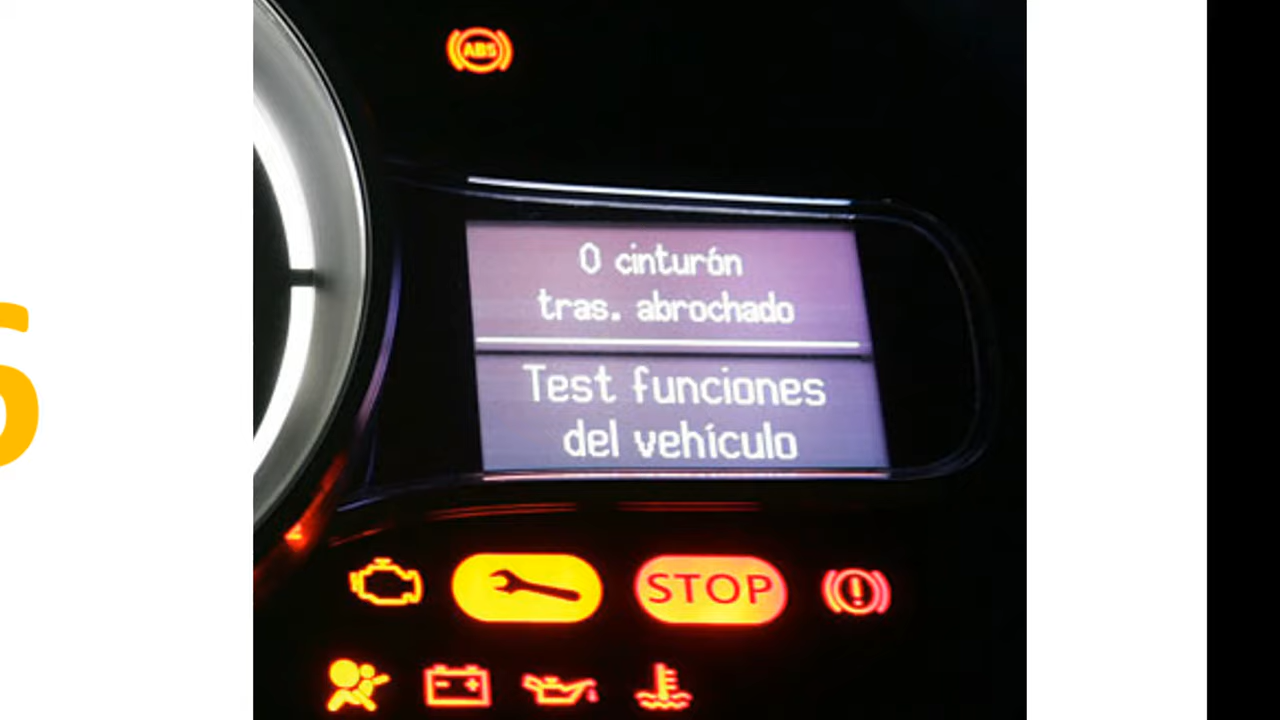 ABS
0 cinturón
tras. abrochado
Test funciones
del vehículo
STOP